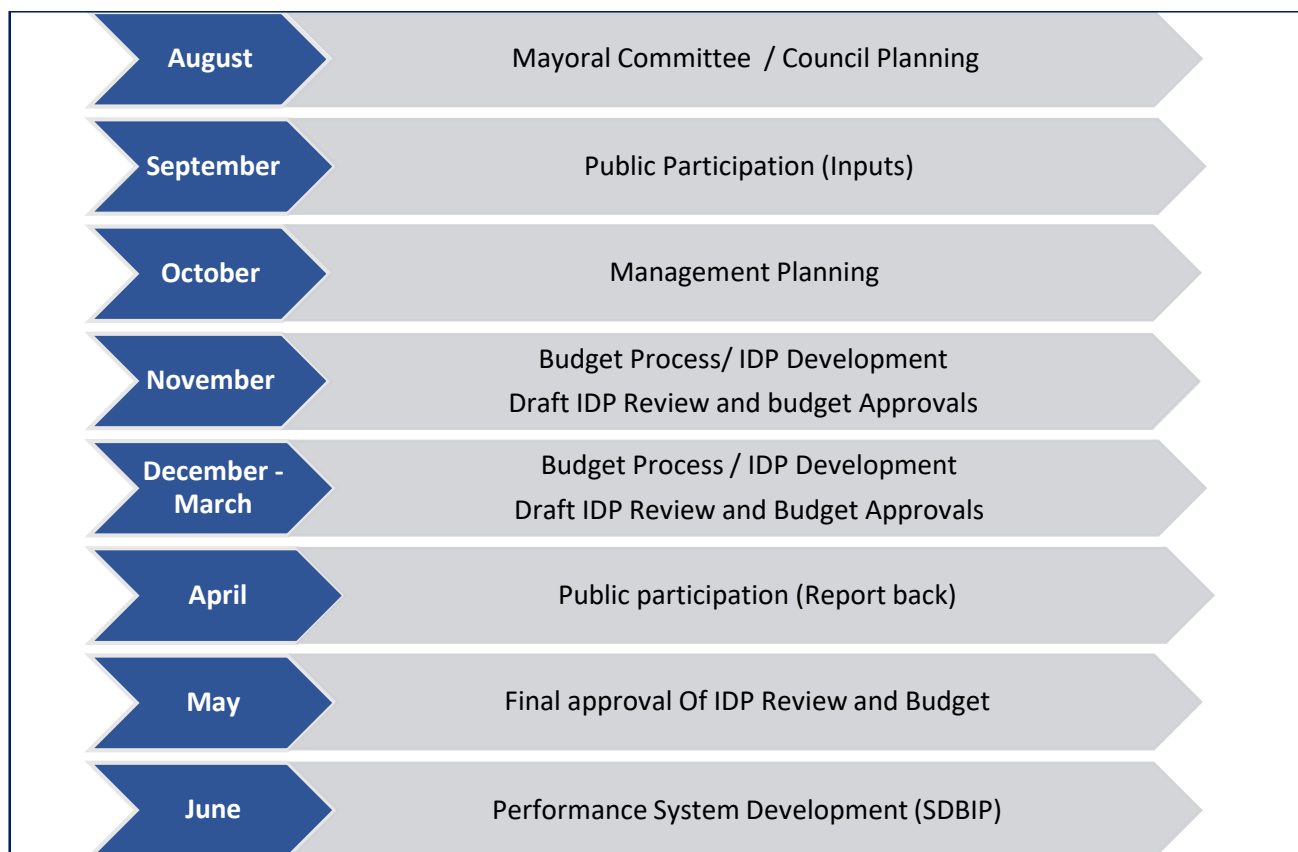 August
Mayoral Committee  / Council Planning
September
Public Participation (Inputs)
October
Management Planning
November
Budget Process/ IDP Development
Draft IDP Review and budget Approvals
December -
March
Budget Process / IDP Development
Draft IDP Review and Budget Approvals
April
Public participation (Report back)
May
Final approval Of IDP Review and Budget
June
Performance System Development (SDBIP)